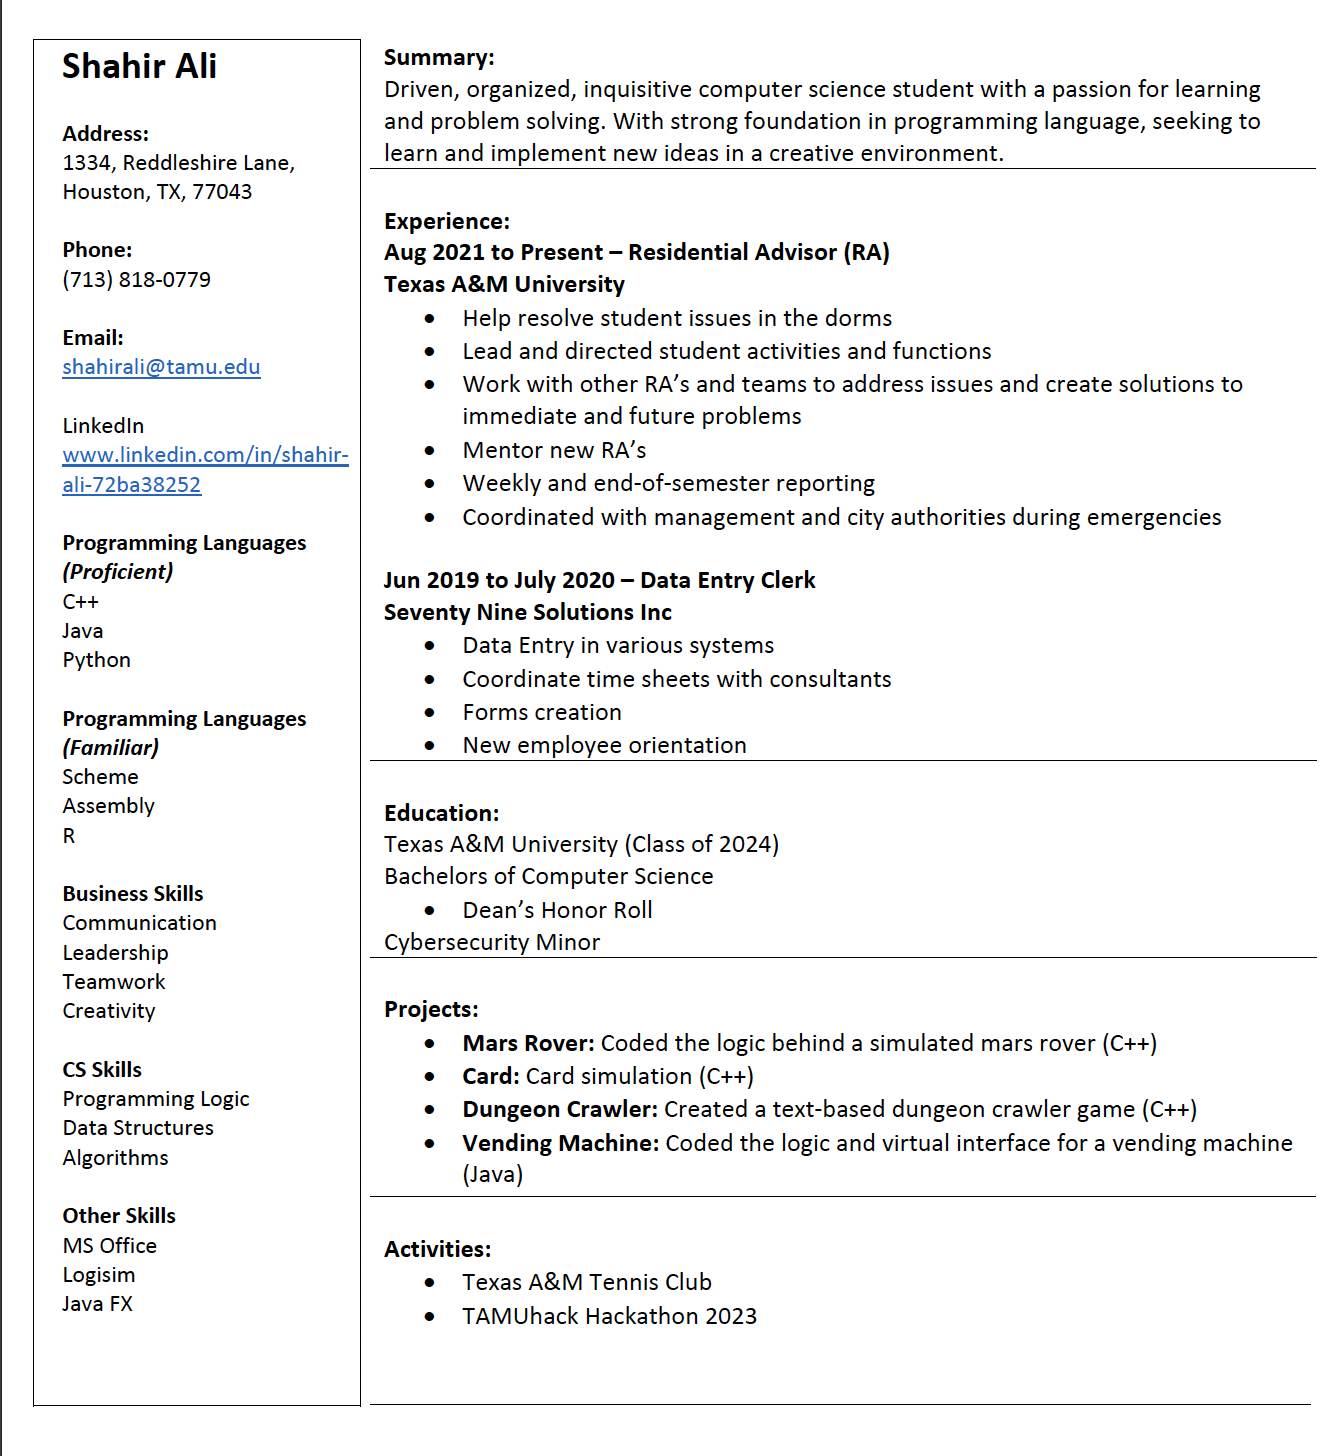 Shahir Ali
Address:
1334, Reddleshire Lane,
Houston, TX, 77043
Phone:
(713) 818-0779
Email:
shahirali@tamu.edu
LinkedIn
www.linkedin.com/in/shahir-
ali-72ba38252
Programming Languages
(Proficient)
C++
Java
Python
Programming Languages
(Familiar)
Scheme
Assembly
R
Business Skills
Communication
Leadership
Teamwork
Creativity
CS Skills
Programming Logic
Data Structures
Algorithms
Other Skills
MS Office
Logisim
Java FX
Summary:
Driven, organized, inquisitive computer science student with a passion for learning
and problem solving. With strong foundation in programming language, seeking to
learn and implement new ideas in a creative environment.
Experience:
Aug 2021 to Present – Residential Advisor (RA)
Texas A&M University
• Help resolve student issues in the dorms
• Lead and directed student activities and functions
• Work with other RA’s and teams to address issues and create solutions to
immediate and future problems
• Mentor new RA’s
• Weekly and end-of-semester reporting
• Coordinated with management and city authorities during emergencies
Jun 2019 to July 2020 – Data Entry Clerk
Seventy Nine Solutions Inc
• Data Entry in various systems
• Coordinate time sheets with consultants
• Forms creation
• New employee orientation
Education:
Texas A&M University (Class of 2024)
Bachelors of Computer Science
• Dean’s Honor Roll
Cybersecurity Minor
Projects:
• Mars Rover: Coded the logic behind a simulated mars rover (C++)
• Card: Card simulation (C++)
• Dungeon Crawler: Created a text-based dungeon crawler game (C++)
• Vending Machine: Coded the logic and virtual interface for a vending machine
(Java)
Activities:
• Texas A&M Tennis Club
• TAMUhack Hackathon 2023